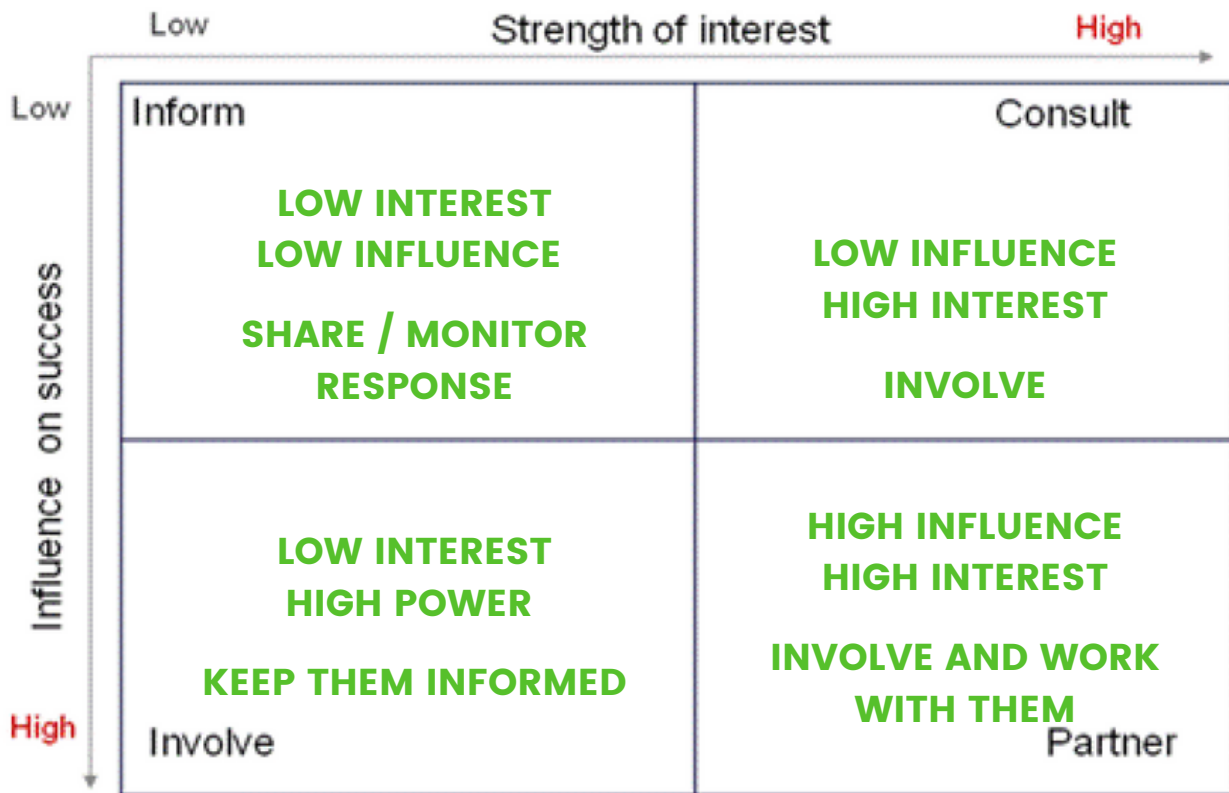 Low Strength of interest High
Low
Inform
Consult
LOW INTEREST
LOW INFLUENCE
SHARE / MONITOR
RESPONSE
LOW INFLUENCE
HIGH INTEREST
INVOLVE
Influence on success
LOW INTEREST
HIGH POWER
KEEP THEM INFORMED
HIGH INFLUENCE
HIGH INTEREST
INVOLVE AND WORK
WITH THEM
High
Involve
Partner